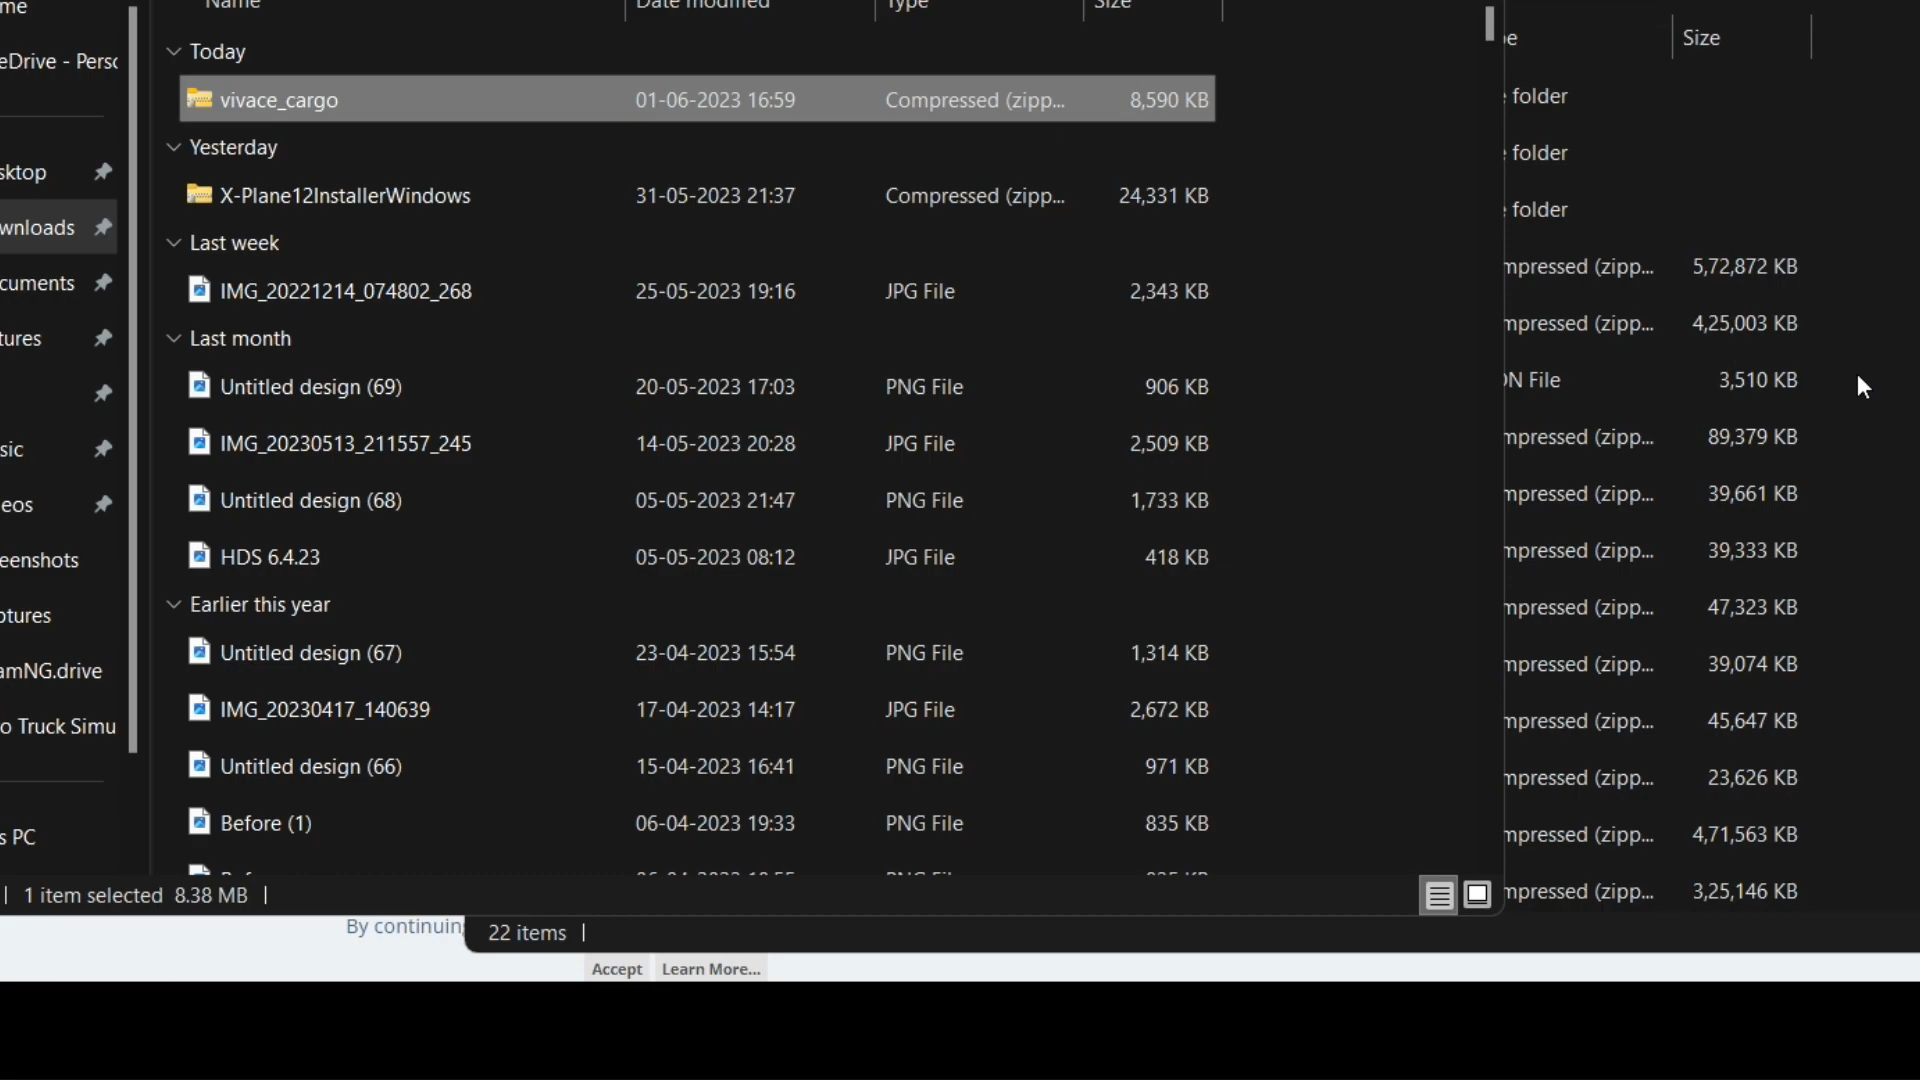 me
Name Date modified Type Size
Today
vivace_cargo 01-06-2023 16:59 Compressed (zipp... 8,590 KB
Yesterday
X-Plane12InstallerWindows 31-05-2023 21:37 Compressed (zipp... 24,331 KB
Last week
IMG_20221214_074802_268 25-05-2023 19:16 JPG File 2,343 KB
Last month
Untitled design (69) 20-05-2023 17:03 PNG File 906 KB
IMG_20230513_211557_245 14-05-2023 20:28 JPG File 2,509 KB
Untitled design (68) 05-05-2023 21:47 PNG File 1,733 KB
HDS 6.4.23 05-05-2023 08:12 JPG File 418 KB
Earlier this year
Untitled design (67) 23-04-2023 15:54 PNG File 1,314 KB
IMG_20230417_140639 17-04-2023 14:17 JPG File 2,672 KB
Untitled design (66) 15-04-2023 16:41 PNG File 971 KB
Before (1) 06-04-2023 19:33 PNG File 835 KB
eDrive - Perso
sktop
wnloads
cuments
tures
sic
eos
eenshots
ptures
amNG.drive
o Truck Simu
s PC
1 item selected 8.38 MB
pe Size
folder
folder
folder
mpressed (zipp... 5,72,872 KB
mpressed (zipp... 4,25,003 KB
ON File 3,510 KB
mpressed (zipp... 89,379 KB
mpressed (zipp... 39,661 KB
mpressed (zipp... 39,333 KB
mpressed (zipp... 47,323 KB
mpressed (zipp... 39,074 KB
mpressed (zipp... 45,647 KB
mpressed (zipp... 23,626 KB
mpressed (zipp... 4,71,563 KB
mpressed (zipp... 3,25,146 KB
By continuing
22 items
Accept Learn More...